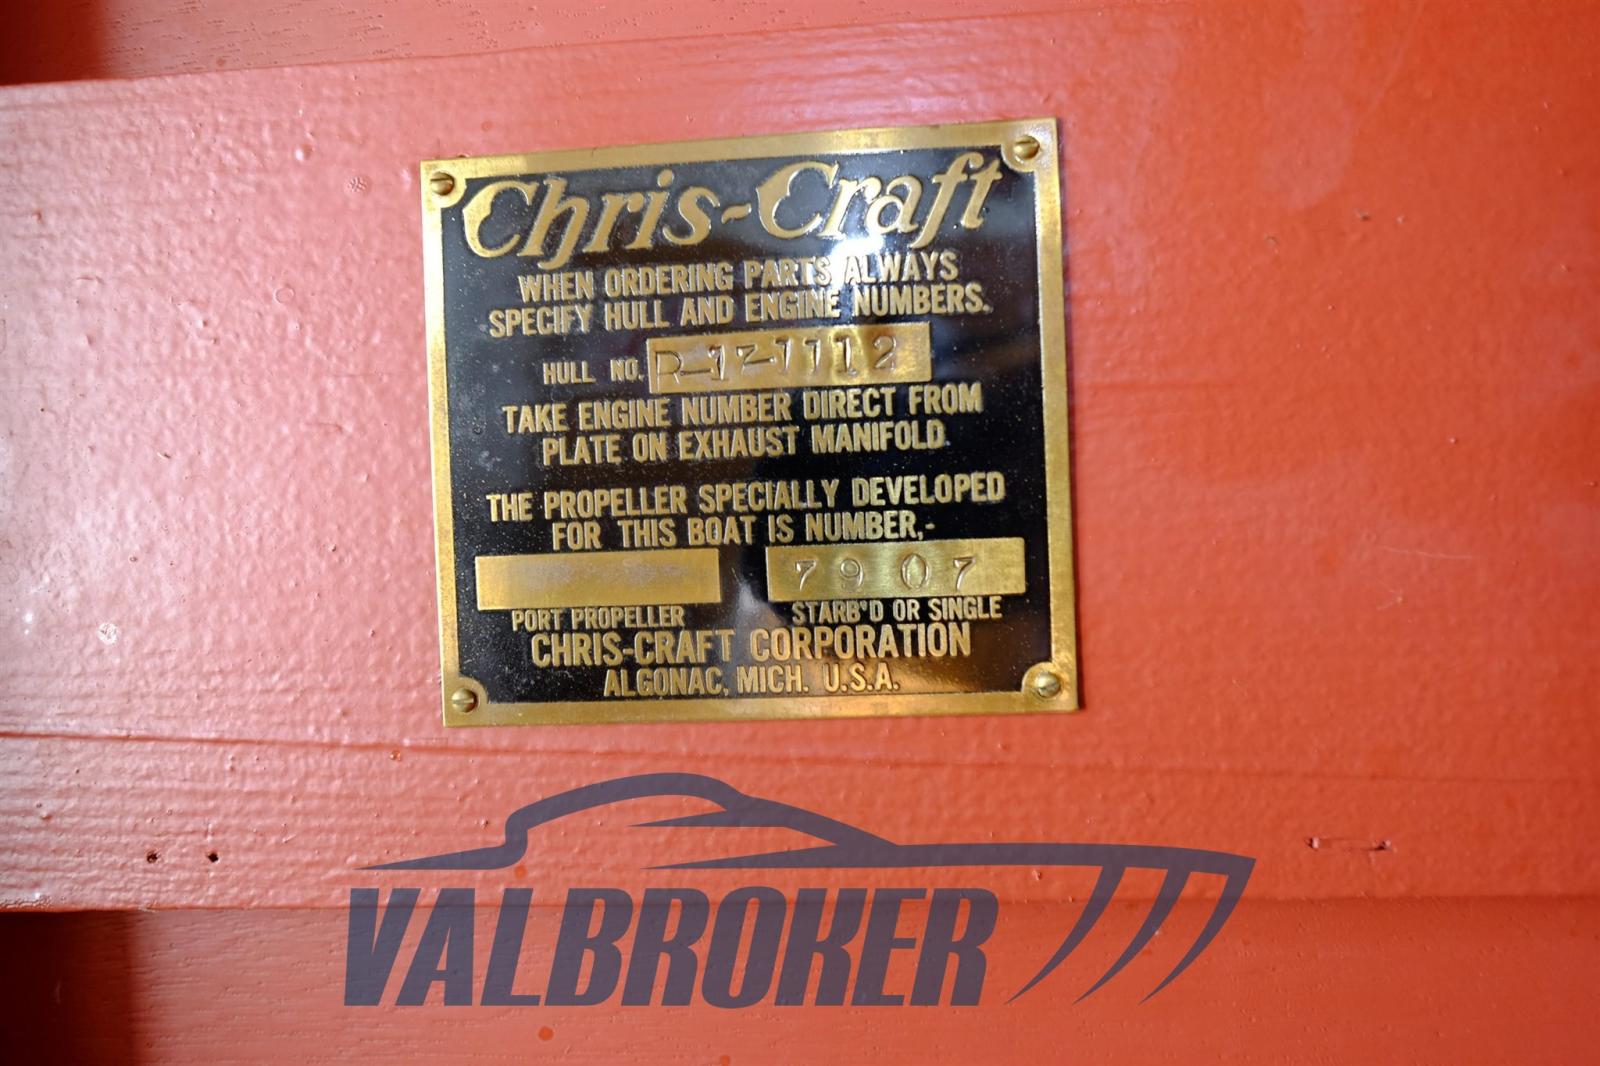 Chris-Craft
WHEN ORDERING PARTS ALWAYS
SPECIFY HULL AND ENGINE NUMBERS.
HULL NO. R-17-1112
TAKE ENGINE NUMBER DIRECT FROM
PLATE ON EXHAUST MANIFOLD.
THE PROPELLER SPECIALLY DEVELOPED
FOR THIS BOAT IS NUMBER,-
7907
PORT PROPELLER STARB'D OR SINGLE
CHRIS-CRAFT CORPORATION
ALGONAC, MICH. U.S.A.
VALBROKER